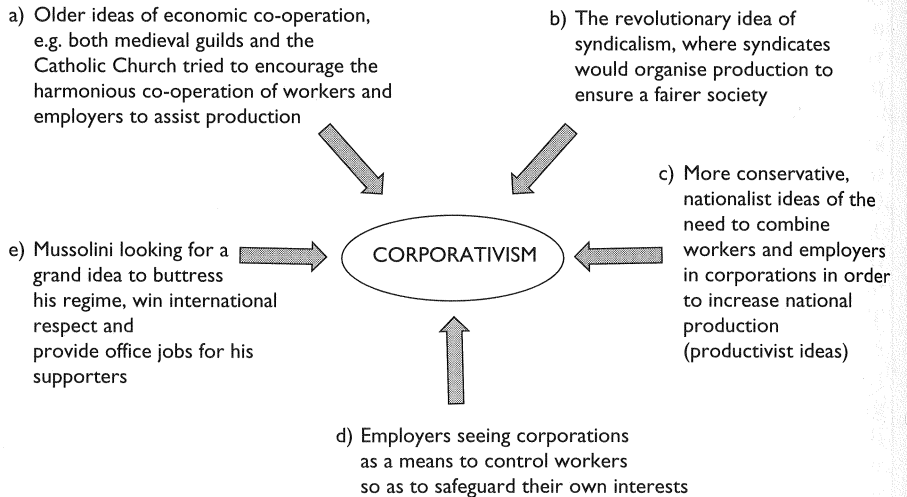 a) Older ideas of economic co-operation,
e.g. both medieval guilds and the
Catholic Church tried to encourage the
harmonious co-operation of workers and
employers to assist production
b) The revolutionary idea of
syndicalism, where syndicates
would organise production to
ensure a fairer society
c) More conservative,
nationalist ideas of the
need to combine
workers and employers
in corporations in order
to increase national
production
(productivist ideas)
CORPORATIVISM
e) Mussolini looking for a
grand idea to buttress
his regime, win international
respect and
provide office jobs for his
supporters
d) Employers seeing corporations
as a means to control workers
so as to safeguard their own interests